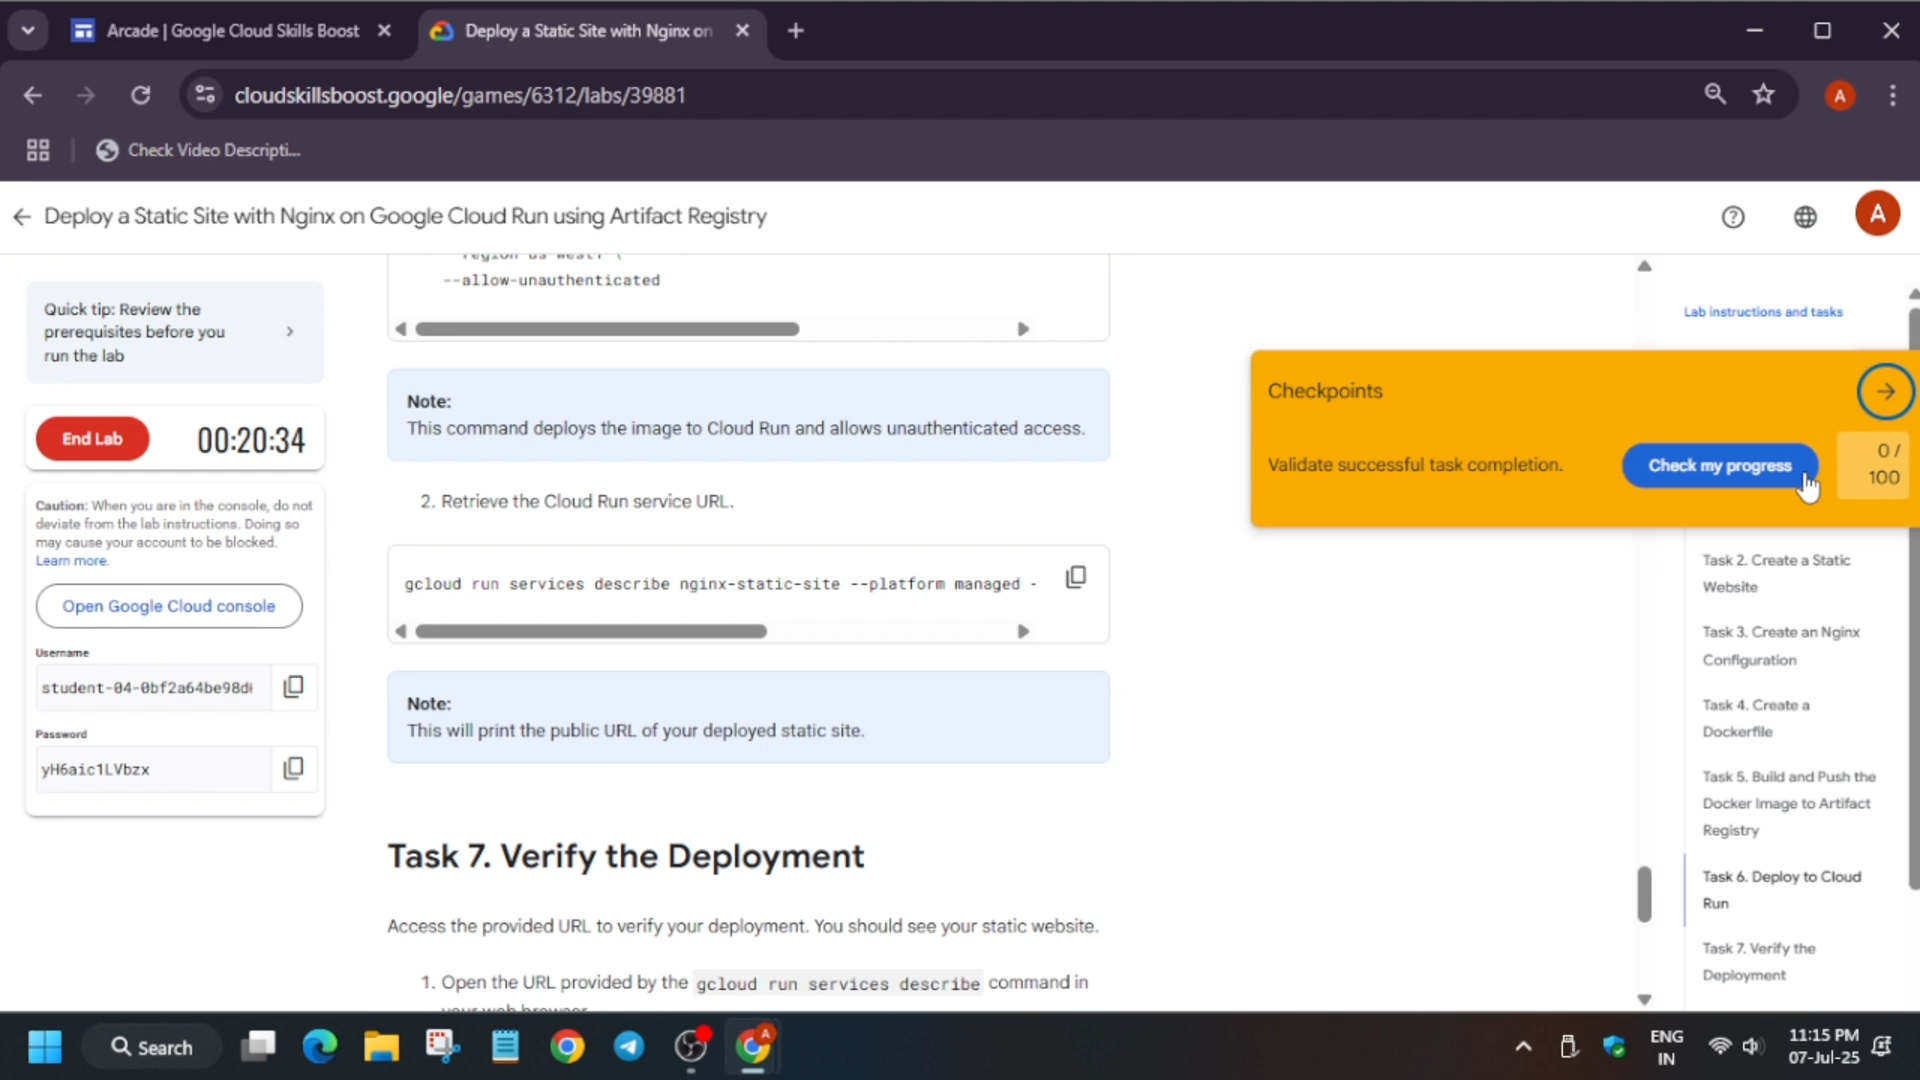 Arcade | Google Cloud Skills Boost
Deploy a Static Site with Nginx on
cloudskillsboost.google/games/6312/labs/39881
A
Check Video Descripti...
Deploy a Static Site with Nginx on Google Cloud Run using Artifact Registry
A
Quick tip: Review the
prerequisites before you
run the lab
End Lab
00:20:34
Caution: When you are in the console, do not
deviate from the lab instructions. Doing so
may cause your account to be blocked.
Learn more.
Open Google Cloud console
Username
student-04-0bf2a64be98d
Password
yH6aic1LVbzx
region us-west1 \
--allow-unauthenticated
Note:
This command deploys the image to Cloud Run and allows unauthenticated access.
2. Retrieve the Cloud Run service URL.
gcloud run services describe nginx-static-site --platform managed -
Note:
This will print the public URL of your deployed static site.
Task 7. Verify the Deployment
Access the provided URL to verify your deployment. You should see your static website.
1. Open the URL provided by the gcloud run services describe command in
your web browser.
Lab instructions and tasks
Checkpoints
Validate successful task completion.
Check my progress
0 /
100
Task 2. Create a Static
Website
Task 3. Create an Nginx
Configuration
Task 4. Create a
Dockerfile
Task 5. Build and Push the
Docker Image to Artifact
Registry
Task 6. Deploy to Cloud
Run
Task 7. Verify the
Deployment
Search
A
ENG
IN
11:15 PM
07-Jul-25